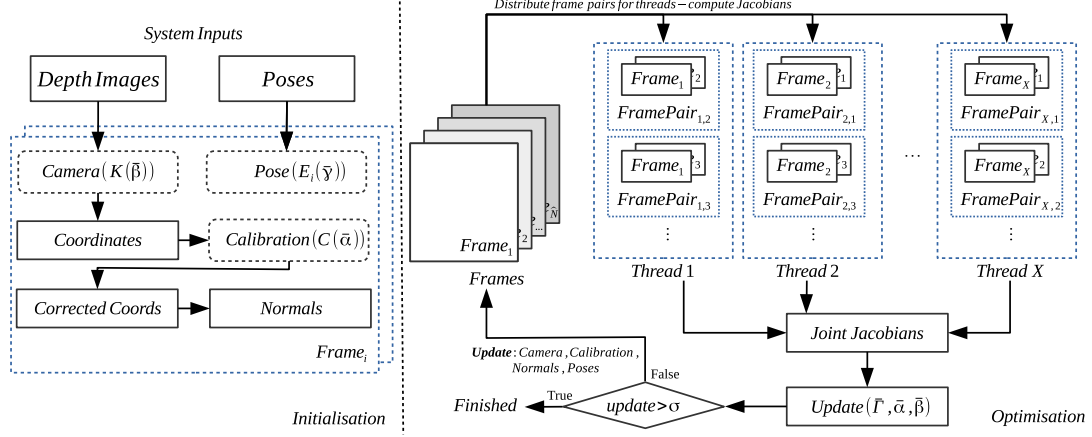 System Inputs
Depth Images
Poses
Camera(K(β̄))
Pose(E_i(γ̄))
Coordinates
Calibration(C(ᾱ))
Corrected Coords
Normals
Frame_i
Initialisation
Distribute frame pairs for threads – compute Jacobians
Frame_1
Frames
Frame_1
FramePair_1,2
Frame_1
FramePair_1,3
⋮
Thread 1
Frame_2
FramePair_2,1
Frame_2
FramePair_2,3
⋮
Thread 2
...
Frame_X
FramePair_X,1
Frame_X
FramePair_X,2
⋮
Thread X
Joint Jacobians
Update(Γ̄, ᾱ, β̄)
update>σ
True
False
Finished
Update: Camera, Calibration,
Normals, Poses
Optimisation